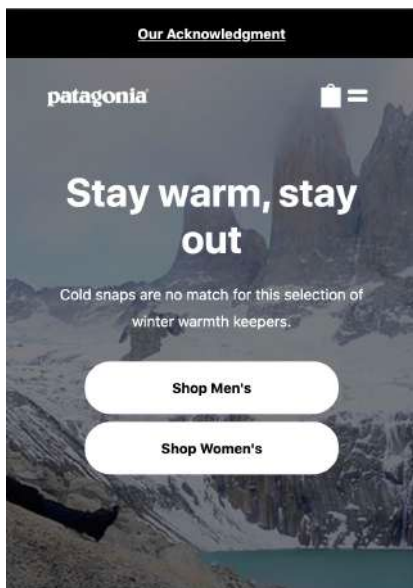 Our Acknowledgment
patagonia
Stay warm, stay
out
Cold snaps are no match for this selection of
winter warmth keepers.
Shop Men's
Shop Women's